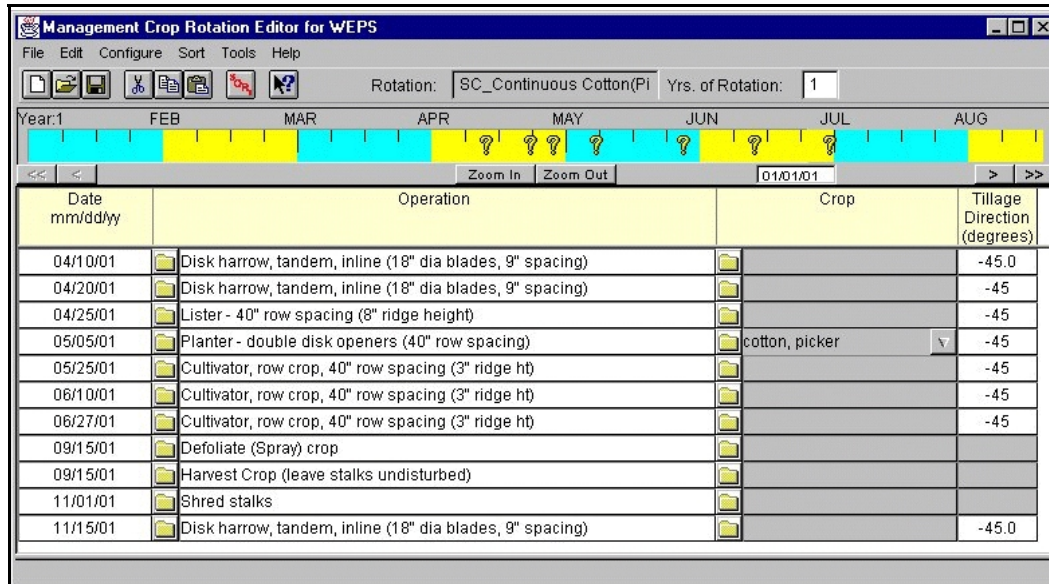 Management Crop Rotation Editor for WEPS
File Edit Configure Sort Tools Help
Rotation: SC_Continuous Cotton(Pi Yrs. of Rotation: 1
Year:1 FEB MAR APR MAY JUN JUL AUG
<< < Zoom In Zoom Out 01/01/01 > >>
Date Operation Crop Tillage
mm/dd/yy Direction
(degrees)
04/10/01 Disk harrow, tandem, inline (18" dia blades, 9" spacing) -45.0
04/20/01 Disk harrow, tandem, inline (18" dia blades, 9" spacing) -45
04/25/01 Lister - 40" row spacing (8" ridge height) -45
05/05/01 Planter - double disk openers (40" row spacing) cotton, picker -45
05/25/01 Cultivator, row crop, 40" row spacing (3" ridge ht) -45
06/10/01 Cultivator, row crop, 40" row spacing (3" ridge ht) -45
06/27/01 Cultivator, row crop, 40" row spacing (3" ridge ht) -45
09/15/01 Defoliate (Spray) crop
09/15/01 Harvest Crop (leave stalks undisturbed)
11/01/01 Shred stalks
11/15/01 Disk harrow, tandem, inline (18" dia blades, 9" spacing) -45.0